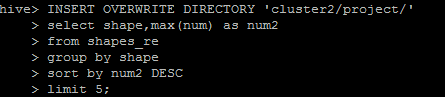 hive> INSERT OVERWRITE DIRECTORY 'cluster2/project/'
    > select shape,max(num) as num2
    > from shapes_re
    > group by shape
    > sort by num2 DESC
    > limit 5;